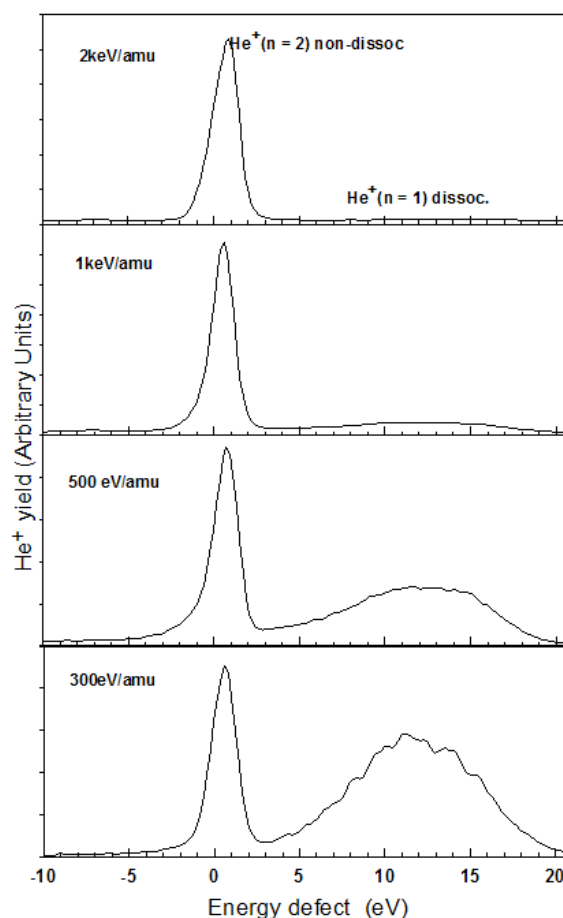 He⁺(n = 2) non-dissoc
2keV/amu
He⁺(n = 1) dissoc.
1keV/amu
500 eV/amu
300eV/amu
He⁺ yield (Arbitrary Units)
-10 -5 0 5 10 15 20
Energy defect (eV)